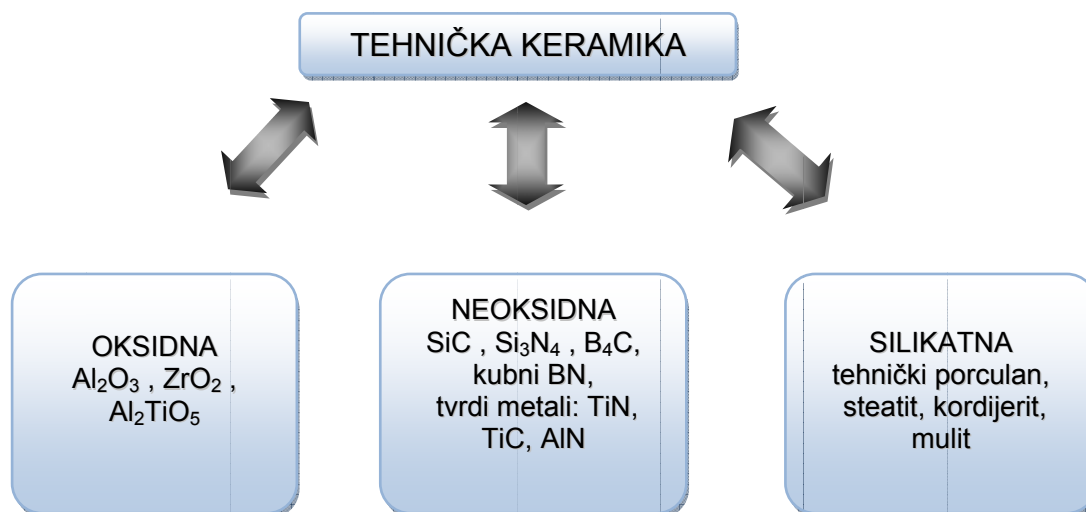 TEHNIČKA KERAMIKA
OKSIDNA
Al₂O₃ , ZrO₂ ,
Al₂TiO₅
NEOKSIDNA
SiC , Si₃N₄ , B₄C,
kubni BN,
tvrdi metali: TiN,
TiC, AlN
SILIKATNA
tehnički porculan,
steatit, kordijerit,
mulit